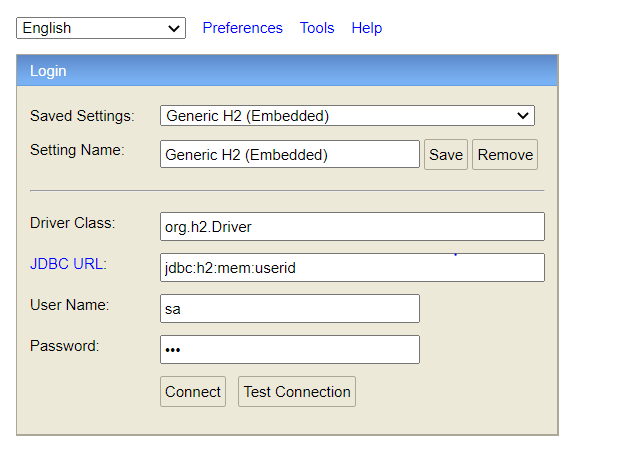 English Preferences Tools Help
Login
Saved Settings: Generic H2 (Embedded)
Setting Name: Generic H2 (Embedded) Save Remove
Driver Class: org.h2.Driver
JDBC URL: jdbc:h2:mem:userid
User Name: sa
Password: •••
Connect Test Connection